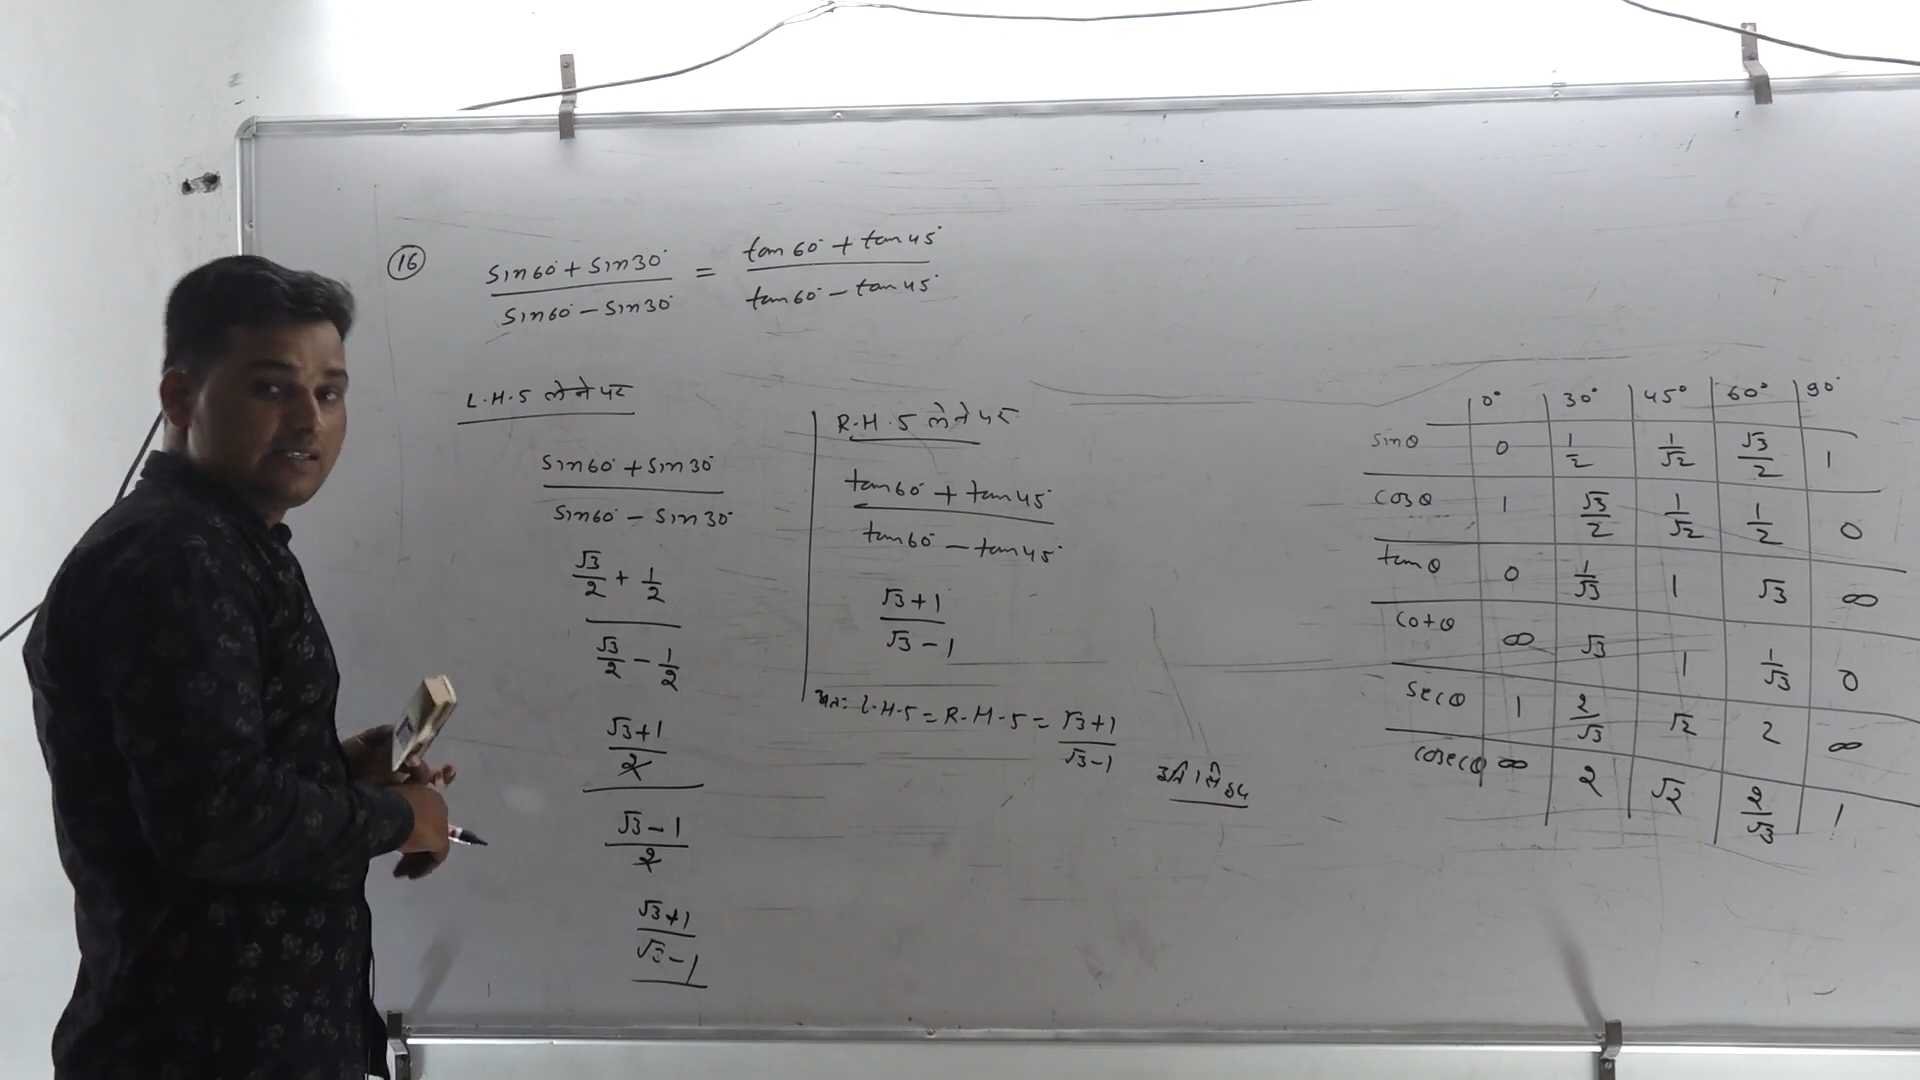 (16) (sin60° + sin30°) / (sin60° - sin30°) = (tan60° + tan45°) / (tan60° - tan45°)
L.H.S लेने पर
sin60° + sin30°
sin60° - sin30°
√3/2 + 1/2
√3/2 - 1/2
√3+1
2
√3-1
2
√3+1
√3-1
R.H.S लेने पर
tan60° + tan45°
tan60° - tan45°
√3+1
√3-1
अतः L.H.S = R.H.S = (√3+1) / (√3-1)
इति सिद्ध
0° 30° 45° 60° 90°
sinθ 0 1/2 1/√2 √3/2 1
cosθ 1 √3/2 1/√2 1/2 0
tanθ 0 1/√3 1 √3 ∞
cotθ ∞ √3 1 1/√3 0
secθ 1 2/√3 √2 2 ∞
cosecθ ∞ 2 √2 2/√3 1